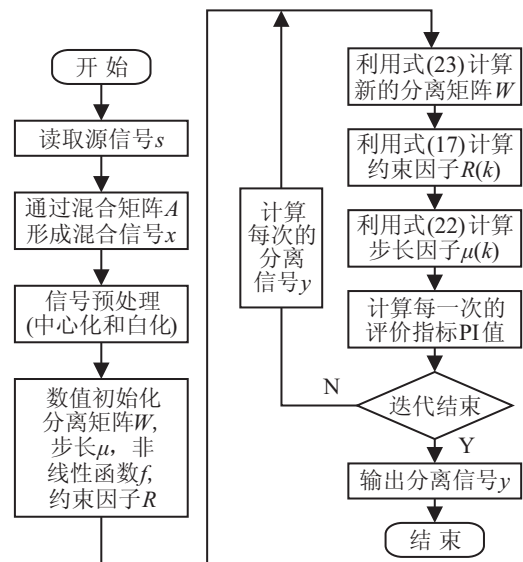 开 始
读取源信号s
通过混合矩阵A
形成混合信号x
信号预处理
(中心化和白化)
数值初始化
分离矩阵W,
步长μ, 非
线性函数f,
约束因子R
利用式(23)计算
新的分离矩阵W
利用式(17)计算
约束因子R(k)
利用式(22)计算
步长因子μ(k)
计算每一次的
评价指标PI值
迭代结束
N
计算
每次的
分离
信号y
Y
输出分离信号y
结 束